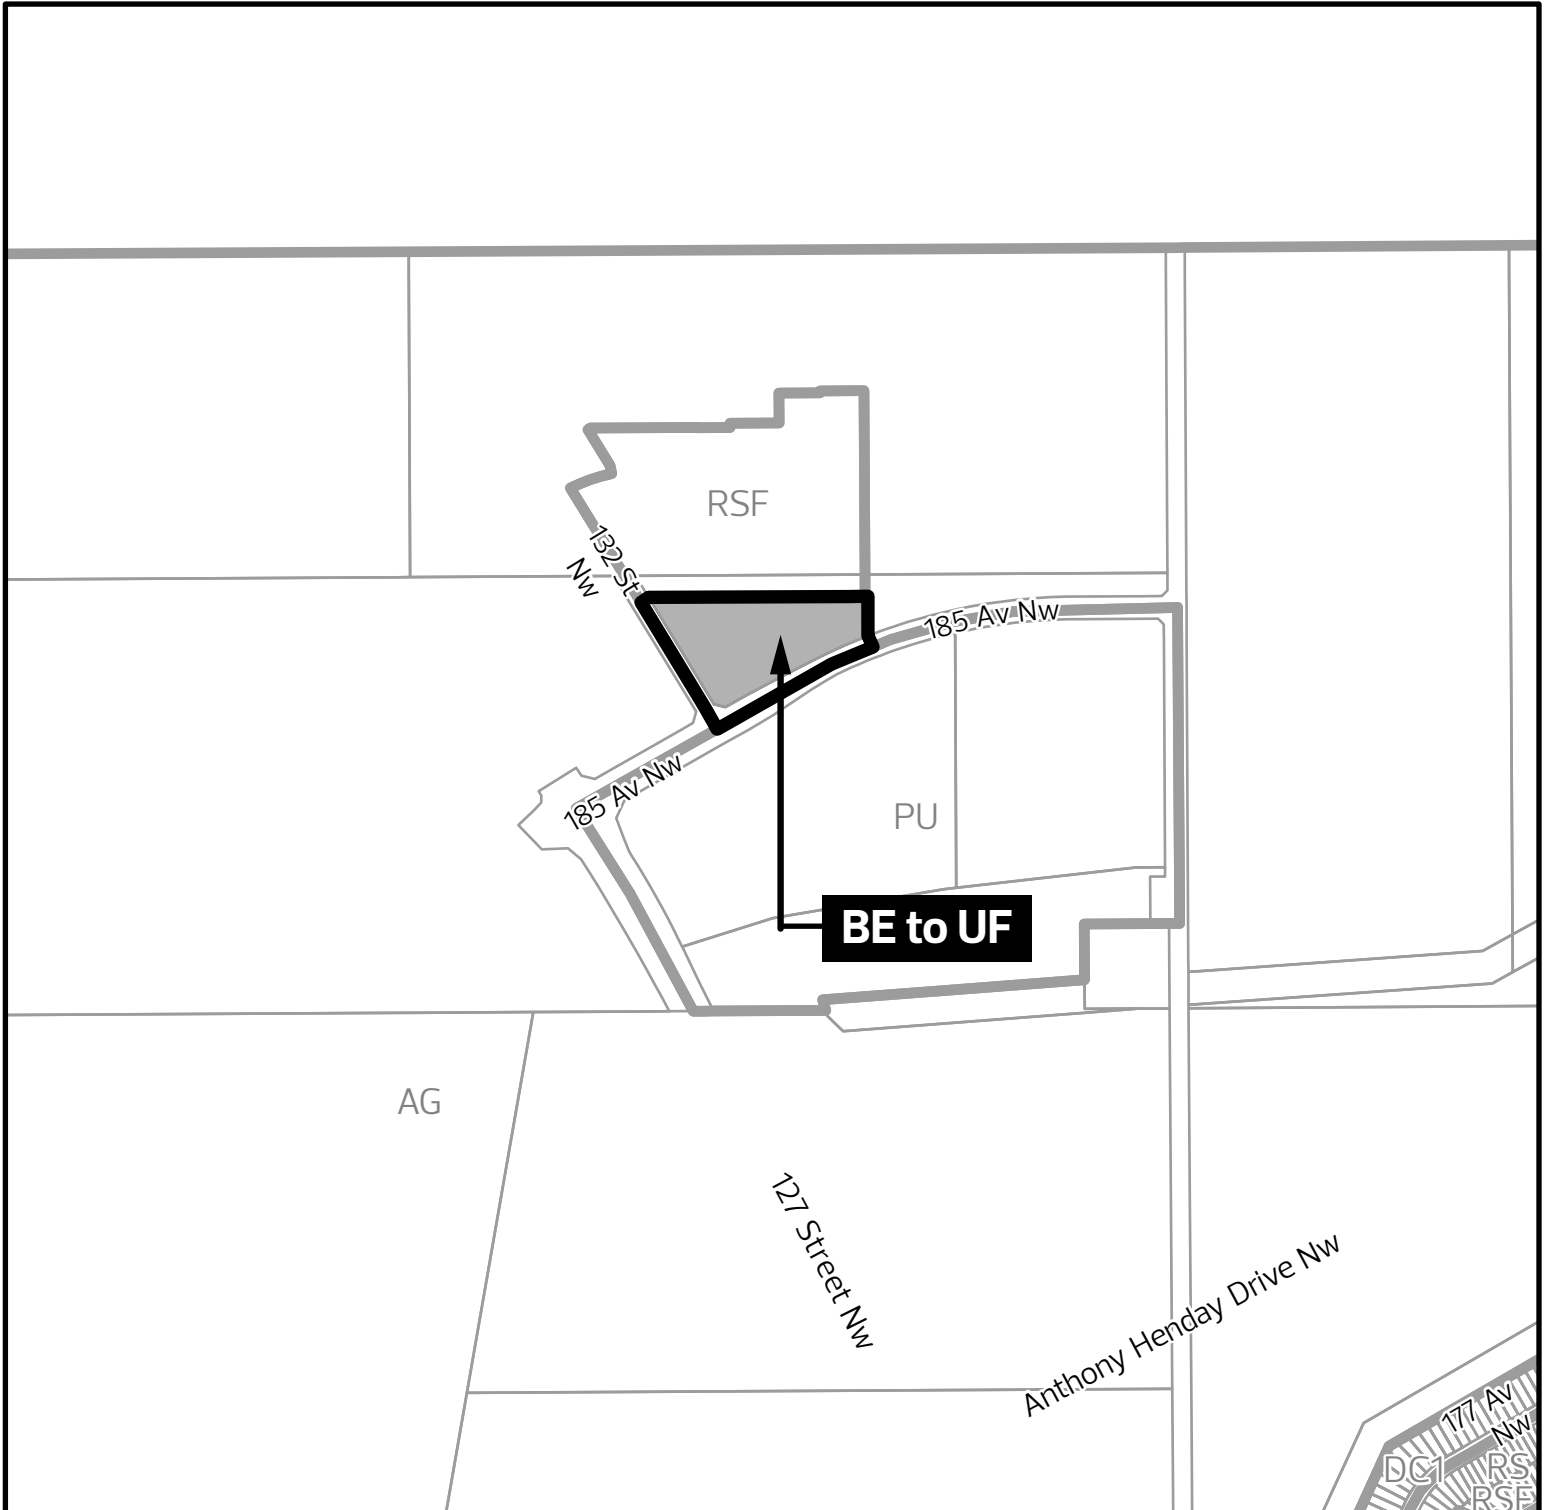 RSF
132 St
Nw
185 Av Nw
185 Av Nw
PU
BE to UF
AG
127 Street Nw
Anthony Henday Drive Nw
177 Av
Nw
DC1
RS
RSF